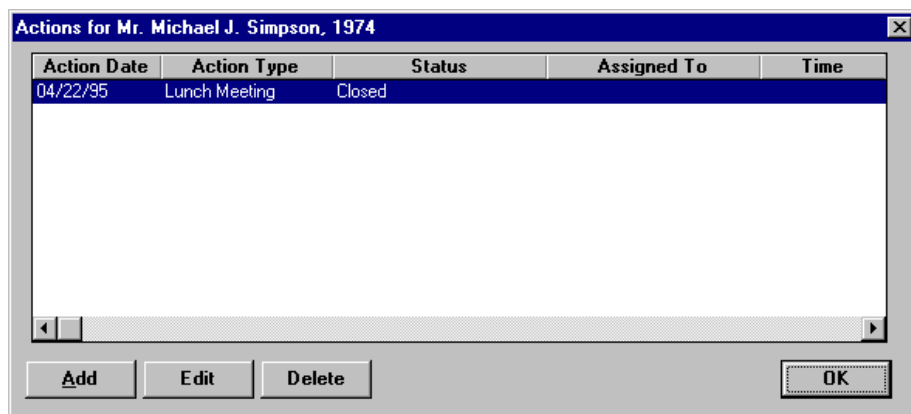 Actions for Mr. Michael J. Simpson, 1974
Action Date Action Type Status Assigned To Time
04/22/95 Lunch Meeting Closed
Add Edit Delete OK